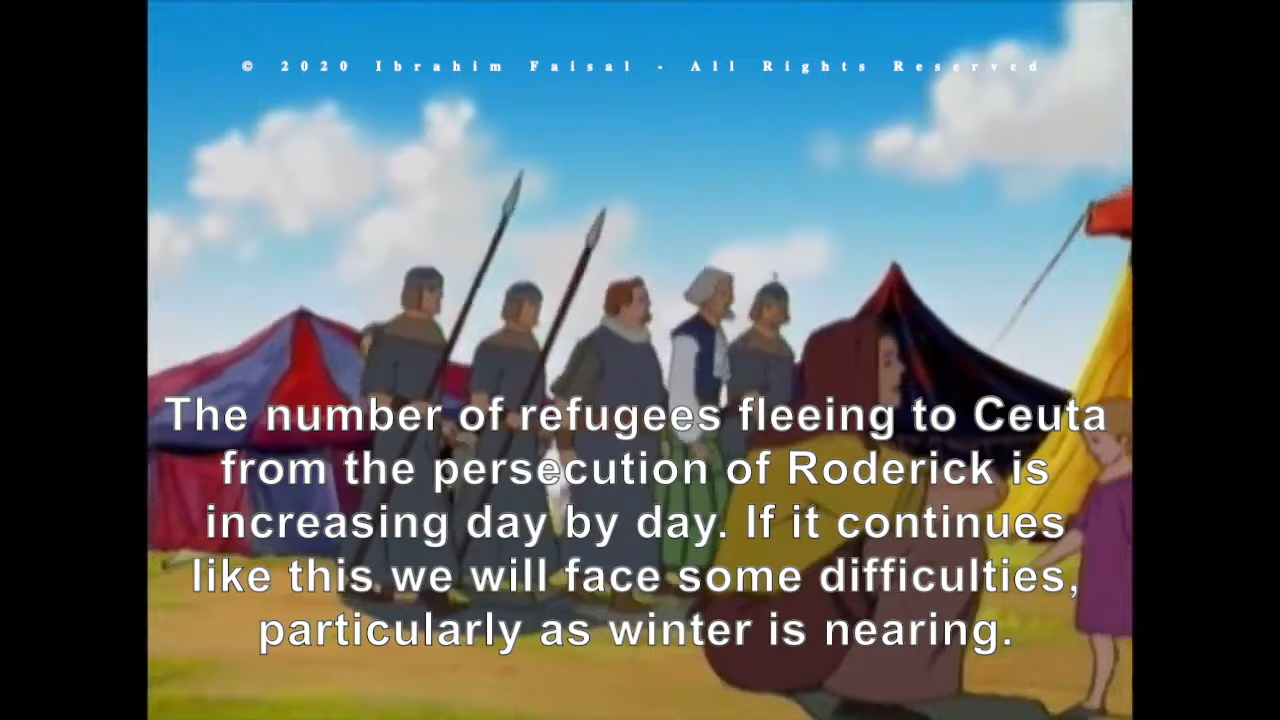 © 2020 Ibrahim Faisal - All Rights Reserved
The number of refugees fleeing to Ceuta
from the persecution of Roderick is
increasing day by day. If it continues
like this we will face some difficulties,
particularly as winter is nearing.